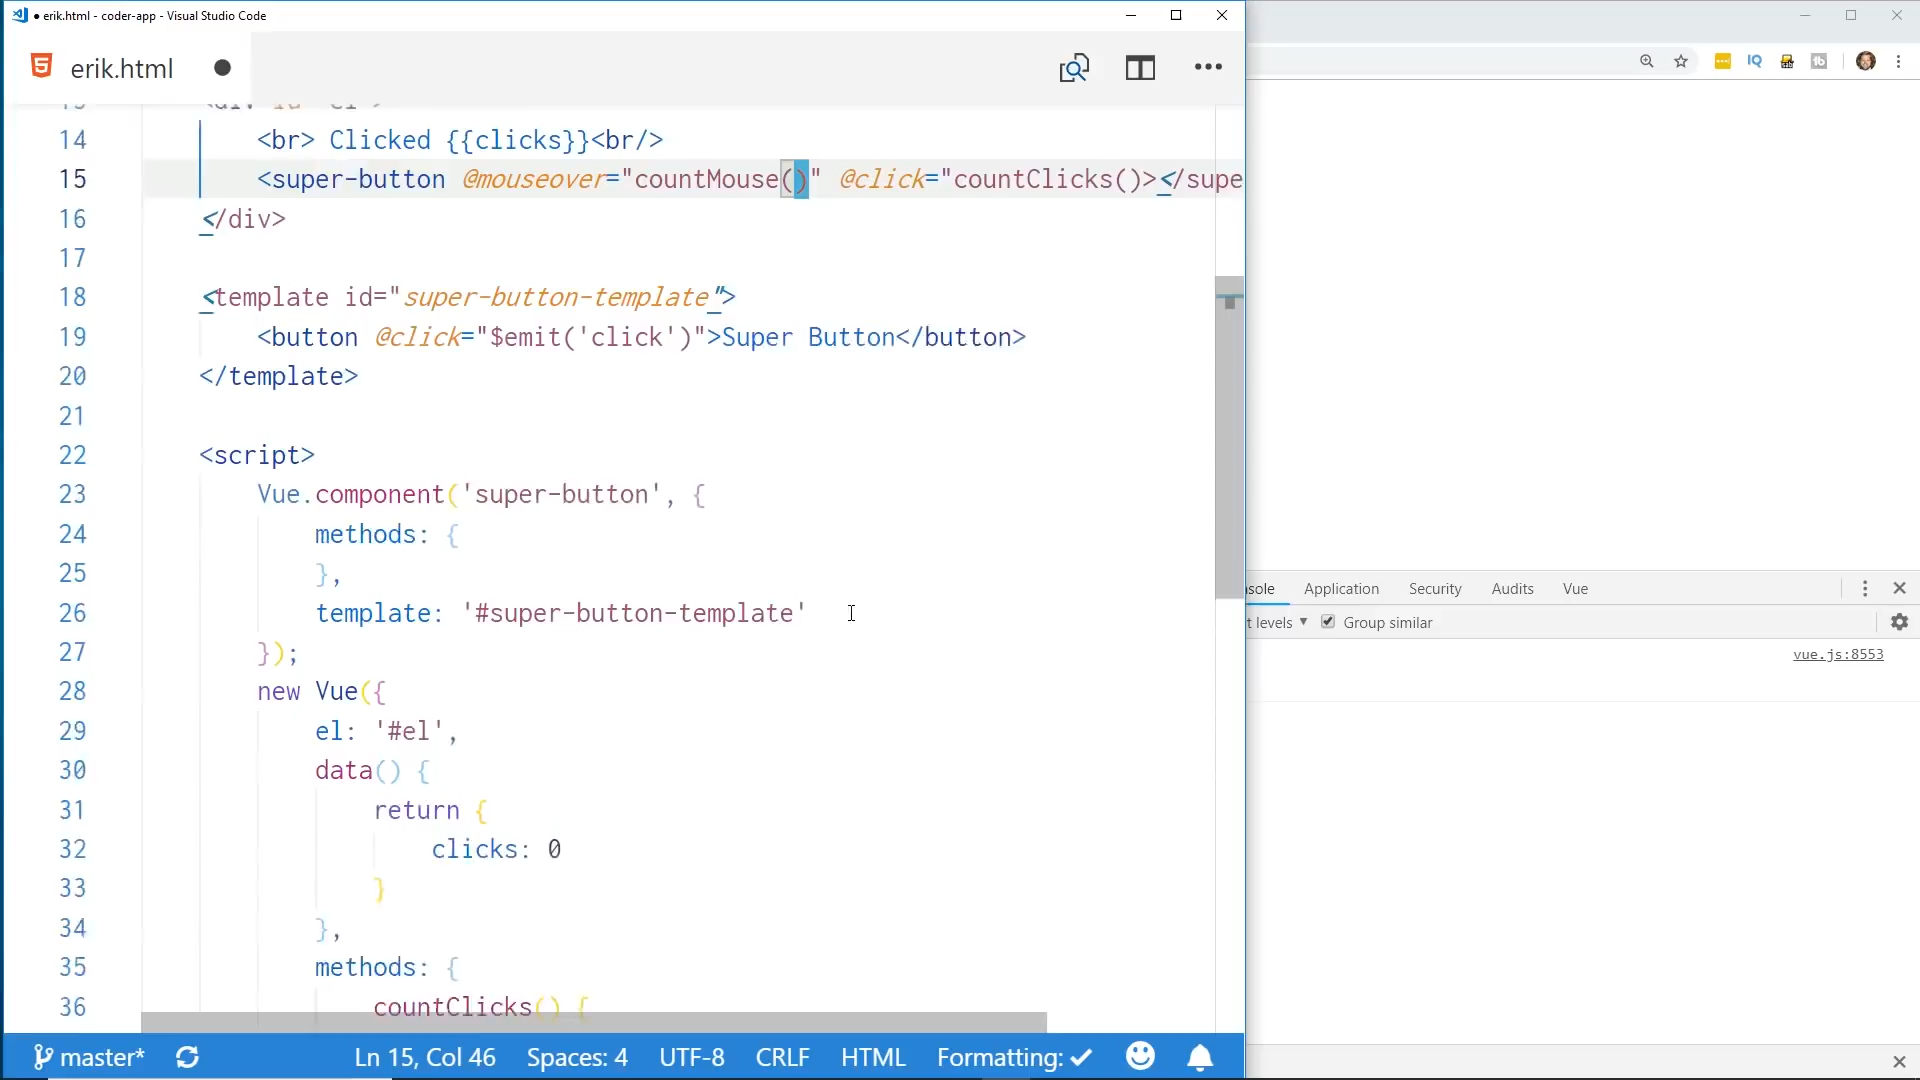 ● erik.html - coder-app - Visual Studio Code
erik.html ●
IQ
14 <br> Clicked {{clicks}}<br/>
15 <super-button @mouseover="countMouse()" @click="countClicks()></supe
16 </div>
17
18 <template id="super-button-template">
19 <button @click="$emit('click')">Super Button</button>
20 </template>
21
22 <script>
23 Vue.component('super-button', {
24 methods: {
25 },
26 template: '#super-button-template'
27 });
28 new Vue({
29 el: '#el',
30 data() {
31 return {
32 clicks: 0
33 }
34 },
35 methods: {
36 countClicks() {
master* Ln 15, Col 46 Spaces: 4 UTF-8 CRLF HTML Formatting: ✓
sole Application Security Audits Vue
t levels ▼ Group similar
vue.js:8553